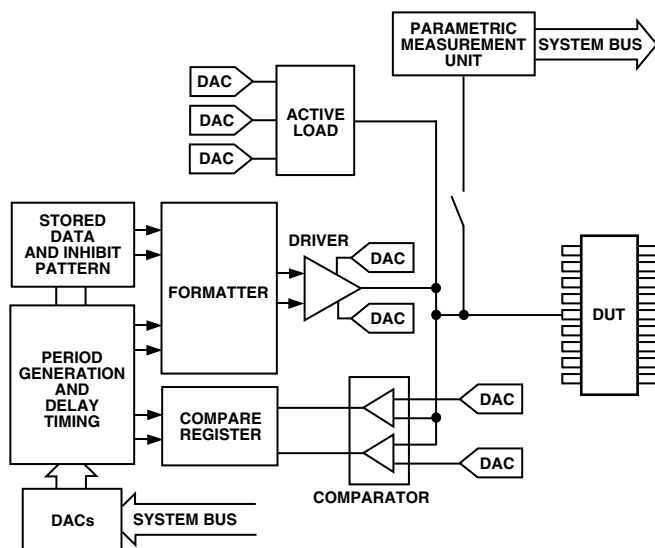 PARAMETRIC
MEASUREMENT
UNIT
SYSTEM BUS
DAC
DAC
DAC
ACTIVE
LOAD
STORED
DATA
AND INHIBIT
PATTERN
FORMATTER
DRIVER
DAC
DAC
DUT
PERIOD
GENERATION
AND
DELAY
TIMING
COMPARE
REGISTER
DAC
DAC
COMPARATOR
DACs
SYSTEM BUS